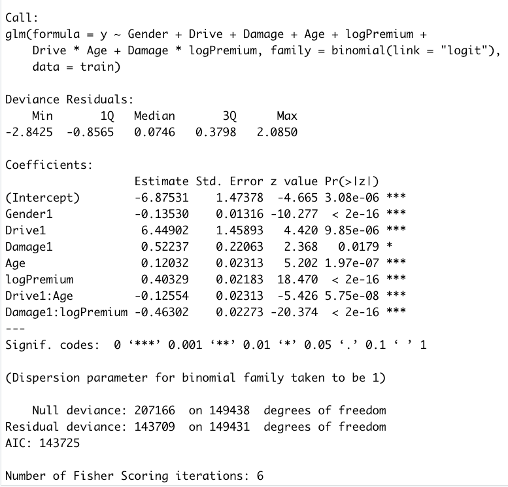 Call:
glm(formula = y ~ Gender + Drive + Damage + Age + logPremium +
    Drive * Age + Damage * logPremium, family = binomial(link = "logit"),
    data = train)

Deviance Residuals:
    Min      1Q  Median      3Q     Max
-2.8425 -0.8565  0.0746  0.3798  2.0850

Coefficients:
                   Estimate Std. Error z value Pr(>|z|)
(Intercept)        -6.87531    1.47378  -4.665 3.08e-06 ***
Gender1            -0.13530    0.01316 -10.277  < 2e-16 ***
Drive1              6.44902    1.45893   4.420 9.85e-06 ***
Damage1             0.52237    0.22063   2.368   0.0179 *
Age                 0.12032    0.02313   5.202 1.97e-07 ***
logPremium          0.40329    0.02183  18.470  < 2e-16 ***
Drive1:Age         -0.12554    0.02313  -5.426 5.75e-08 ***
Damage1:logPremium -0.46302    0.02273 -20.374  < 2e-16 ***
---
Signif. codes:  0 ‘***’ 0.001 ‘**’ 0.01 ‘*’ 0.05 ‘.’ 0.1 ‘ ’ 1

(Dispersion parameter for binomial family taken to be 1)

    Null deviance: 207166  on 149438  degrees of freedom
Residual deviance: 143709  on 149431  degrees of freedom
AIC: 143725

Number of Fisher Scoring iterations: 6